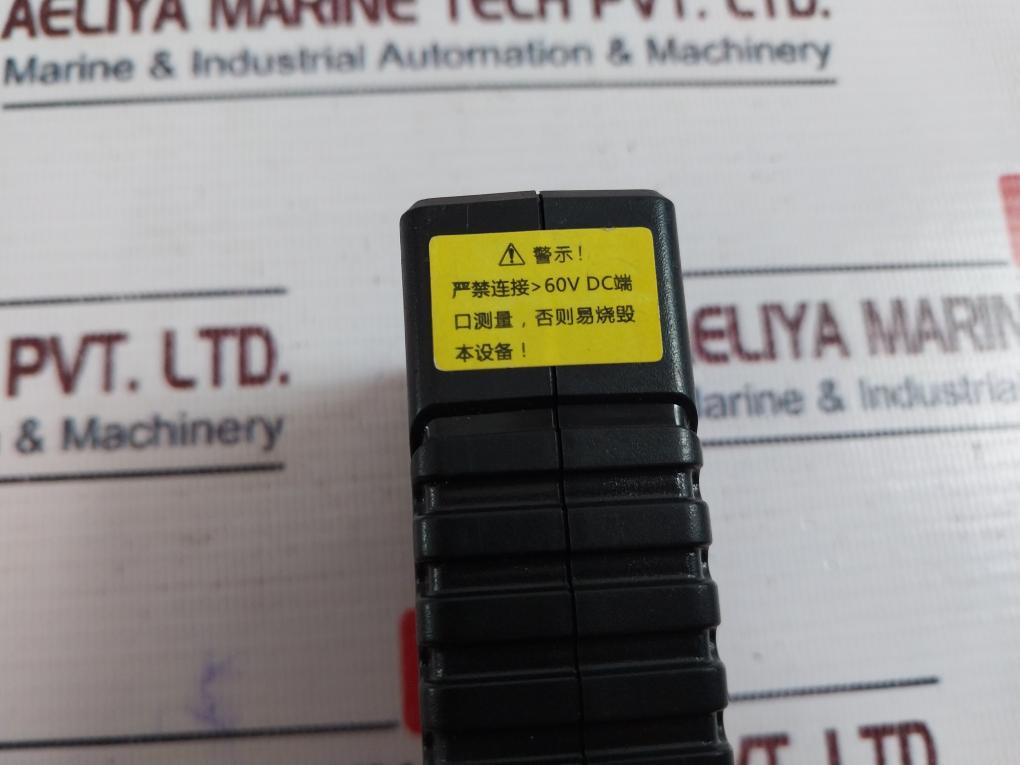 AELIYA MARINE TECH PVT. LTD.
Marine & Industrial Automation & Machinery
⚠ 警示！
严禁连接>60V DC端
口测量，否则易烧毁
本设备！
PVT. LTD.
& Machinery
AELIYA MARIN
Marine & Industrial
PVT. LTD